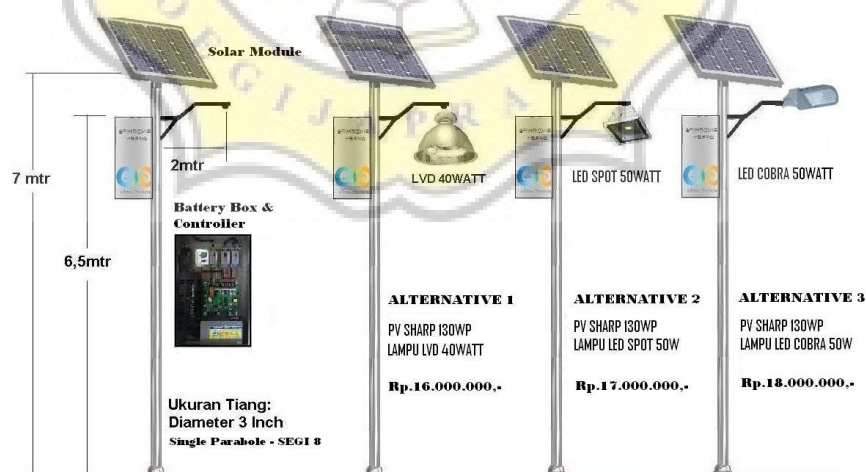 Solar Module
7 mtr
2mtr
6,5mtr
Battery Box &
Controller
Ukuran Tiang:
Diameter 3 Inch
Single Parabole - SEGI 8
LVD 40WATT
ALTERNATIVE 1
PV SHARP 130WP
LAMPU LVD 40WATT
Rp.16.000.000,-
LED SPOT 50WATT
ALTERNATIVE 2
PV SHARP 130WP
LAMPU LED SPOT 50W
Rp.17.000.000,-
LED COBRA 50WATT
ALTERNATIVE 3
PV SHARP 130WP
LAMPU LED COBRA 50W
Rp.18.000.000,-